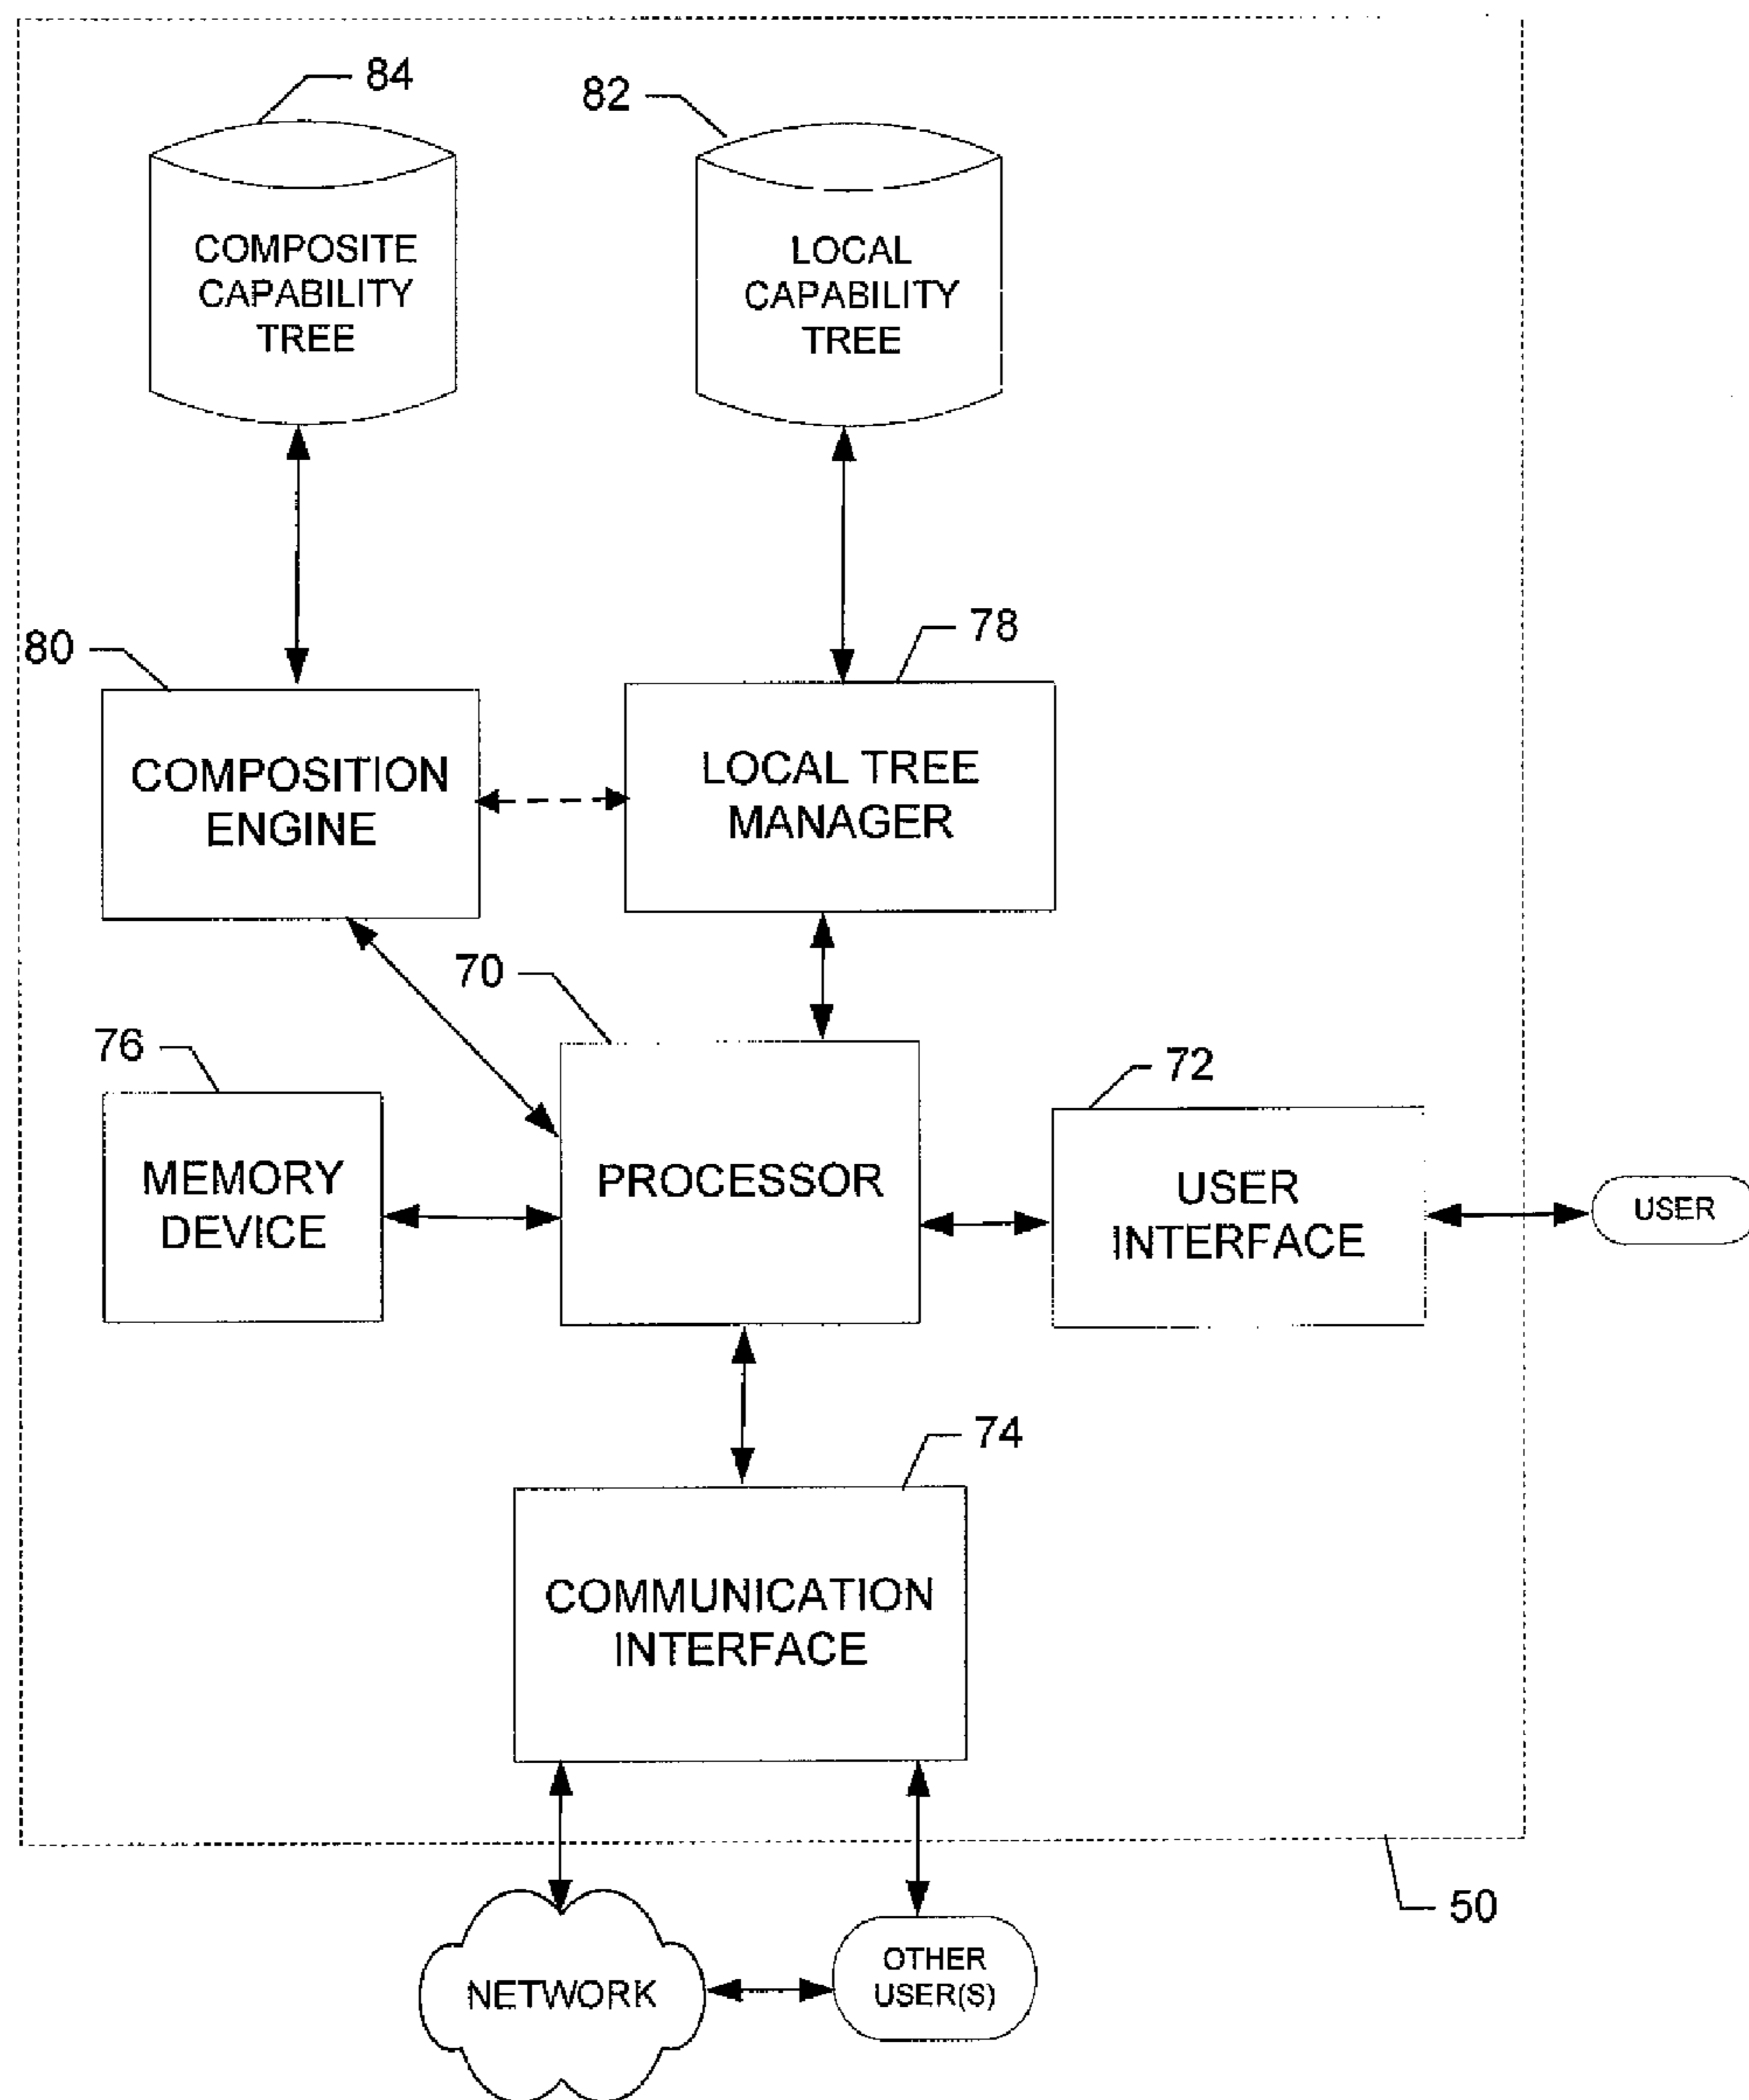 84
82
COMPOSITE
CAPABILITY
TREE
LOCAL
CAPABILITY
TREE
80
78
COMPOSITION
ENGINE
LOCAL TREE
MANAGER
70
76
72
MEMORY
DEVICE
PROCESSOR
USER
INTERFACE
USER
74
COMMUNICATION
INTERFACE
50
NETWORK
OTHER
USER(S)